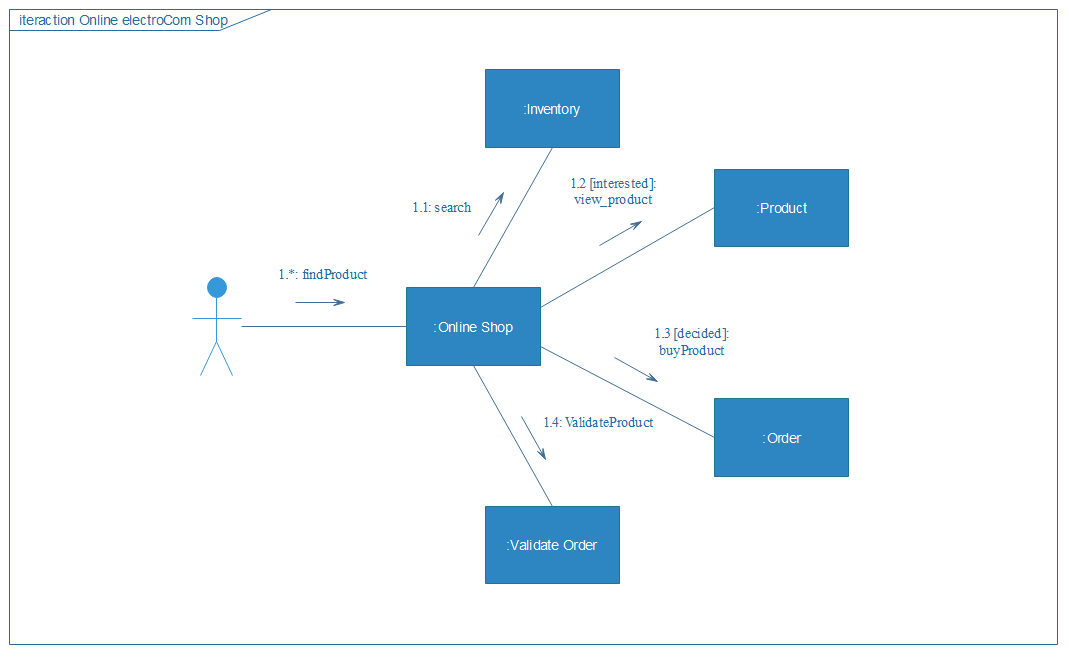 iteraction Online electroCom Shop
:Inventory
1.2 [interested]:
view_product
1.1: search
:Product
1.*: findProduct
:Online Shop
1.3 [decided]:
buyProduct
1.4: ValidateProduct
:Order
:Validate Order